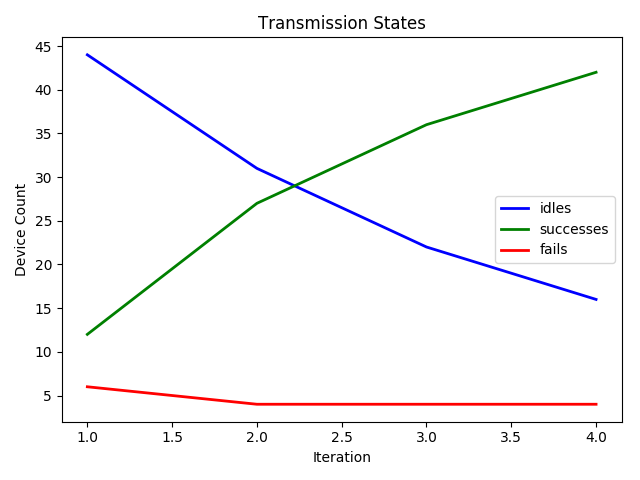 Transmission States
Device Count
45
40
35
30
25
20
15
10
5
idles
successes
fails
1.0 1.5 2.0 2.5 3.0 3.5 4.0
Iteration